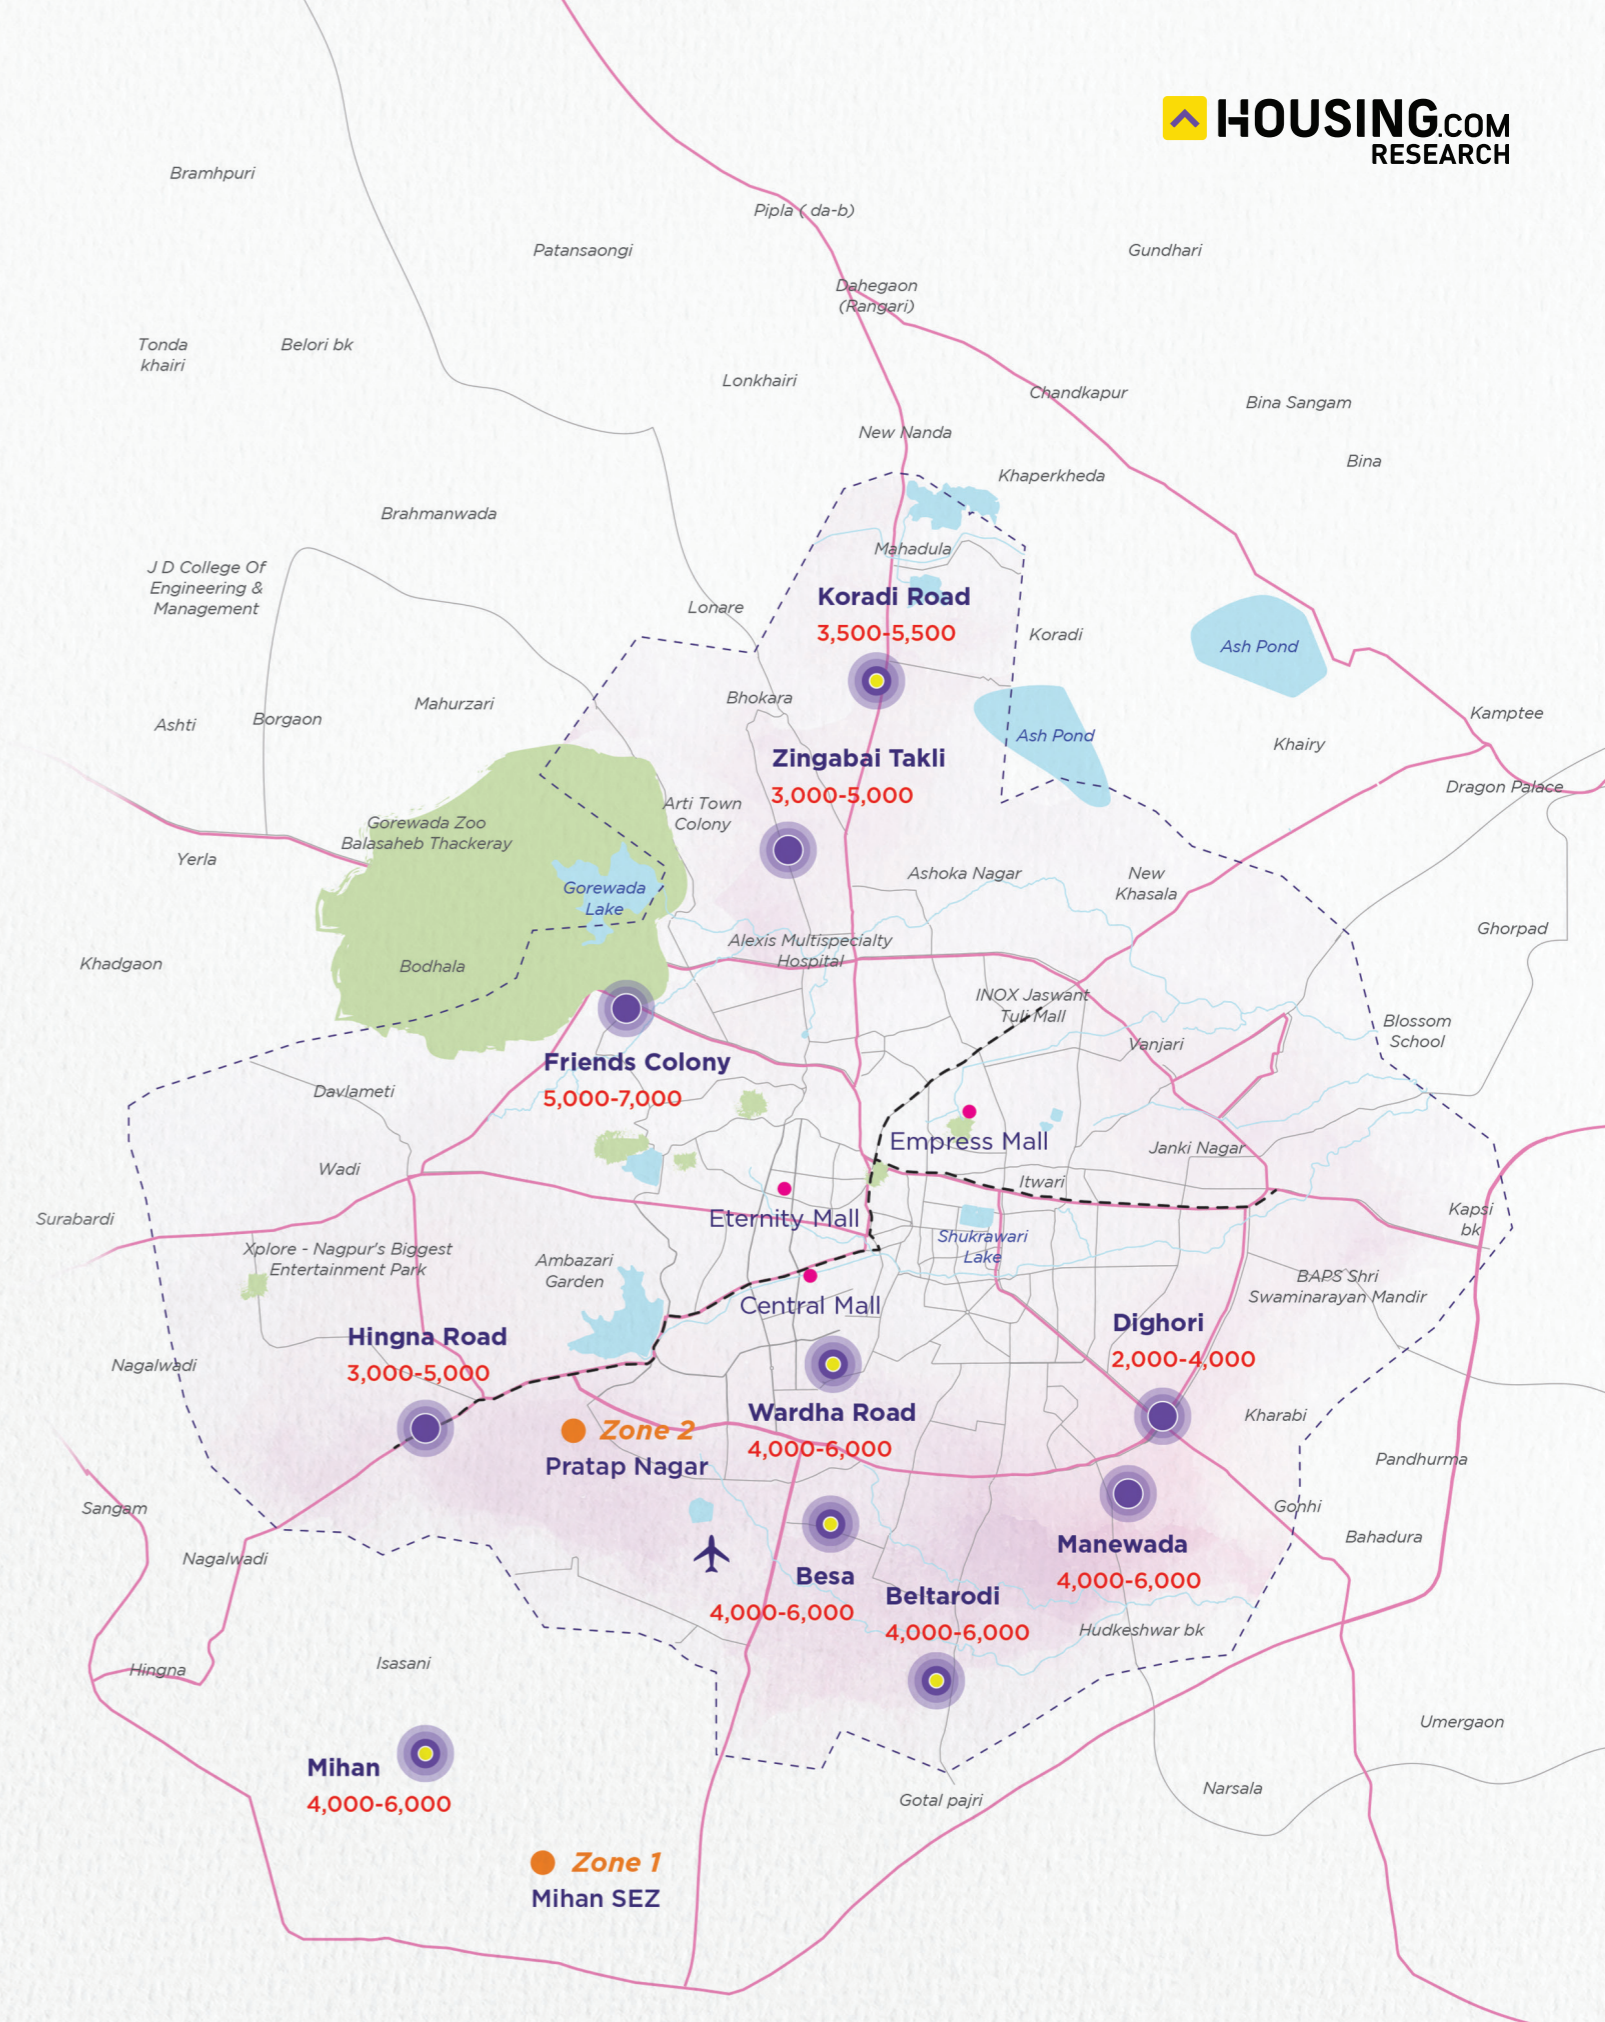 HOUSING.COM
RESEARCH
Bramhpuri
Pipla ( da-b)
Patansaongi
Gundhari
Dahegaon
(Rangari)
Tonda
khairi
Belori bk
Lonkhairi
Chandkapur
Bina Sangam
New Nanda
Bina
Khaperkheda
Brahmanwada
Mahadula
J D College Of
Engineering &
Management
Koradi Road
3,500-5,500
Lonare
Koradi
Ash Pond
Bhokara
Mahurzari
Borgaon
Ashti
Kamptee
Ash Pond
Khairy
Zingabai Takli
3,000-5,000
Dragon Palace
Arti Town
Colony
Gorewada Zoo
Balasaheb Thackeray
Yerla
Gorewada
Lake
Ashoka Nagar
New
Khasala
Ghorpad
Alexis Multispecialty
Hospital
Khadgaon
Bodhala
INOX Jaswant
Tuli Mall
Blossom
School
Vanjari
Friends Colony
5,000-7,000
Davlameti
Empress Mall
Janki Nagar
Wadi
Itwari
Surabardi
Eternity Mall
Kapsi
bk
Shukrawari
Lake
Xplore - Nagpur's Biggest
Entertainment Park
Ambazari
Garden
BAPS Shri
Swaminarayan Mandir
Central Mall
Dighori
2,000-4,000
Hingna Road
3,000-5,000
Nagalwadi
Wardha Road
4,000-6,000
Kharabi
Zone 2
Pratap Nagar
Pandhurma
Sangam
Gonhi
Bahadura
Manewada
4,000-6,000
Nagalwadi
Besa
4,000-6,000
Beltarodi
4,000-6,000
Hudkeshwar bk
Isasani
Hingna
Umergaon
Mihan
4,000-6,000
Narsala
Gotal pajri
Zone 1
Mihan SEZ